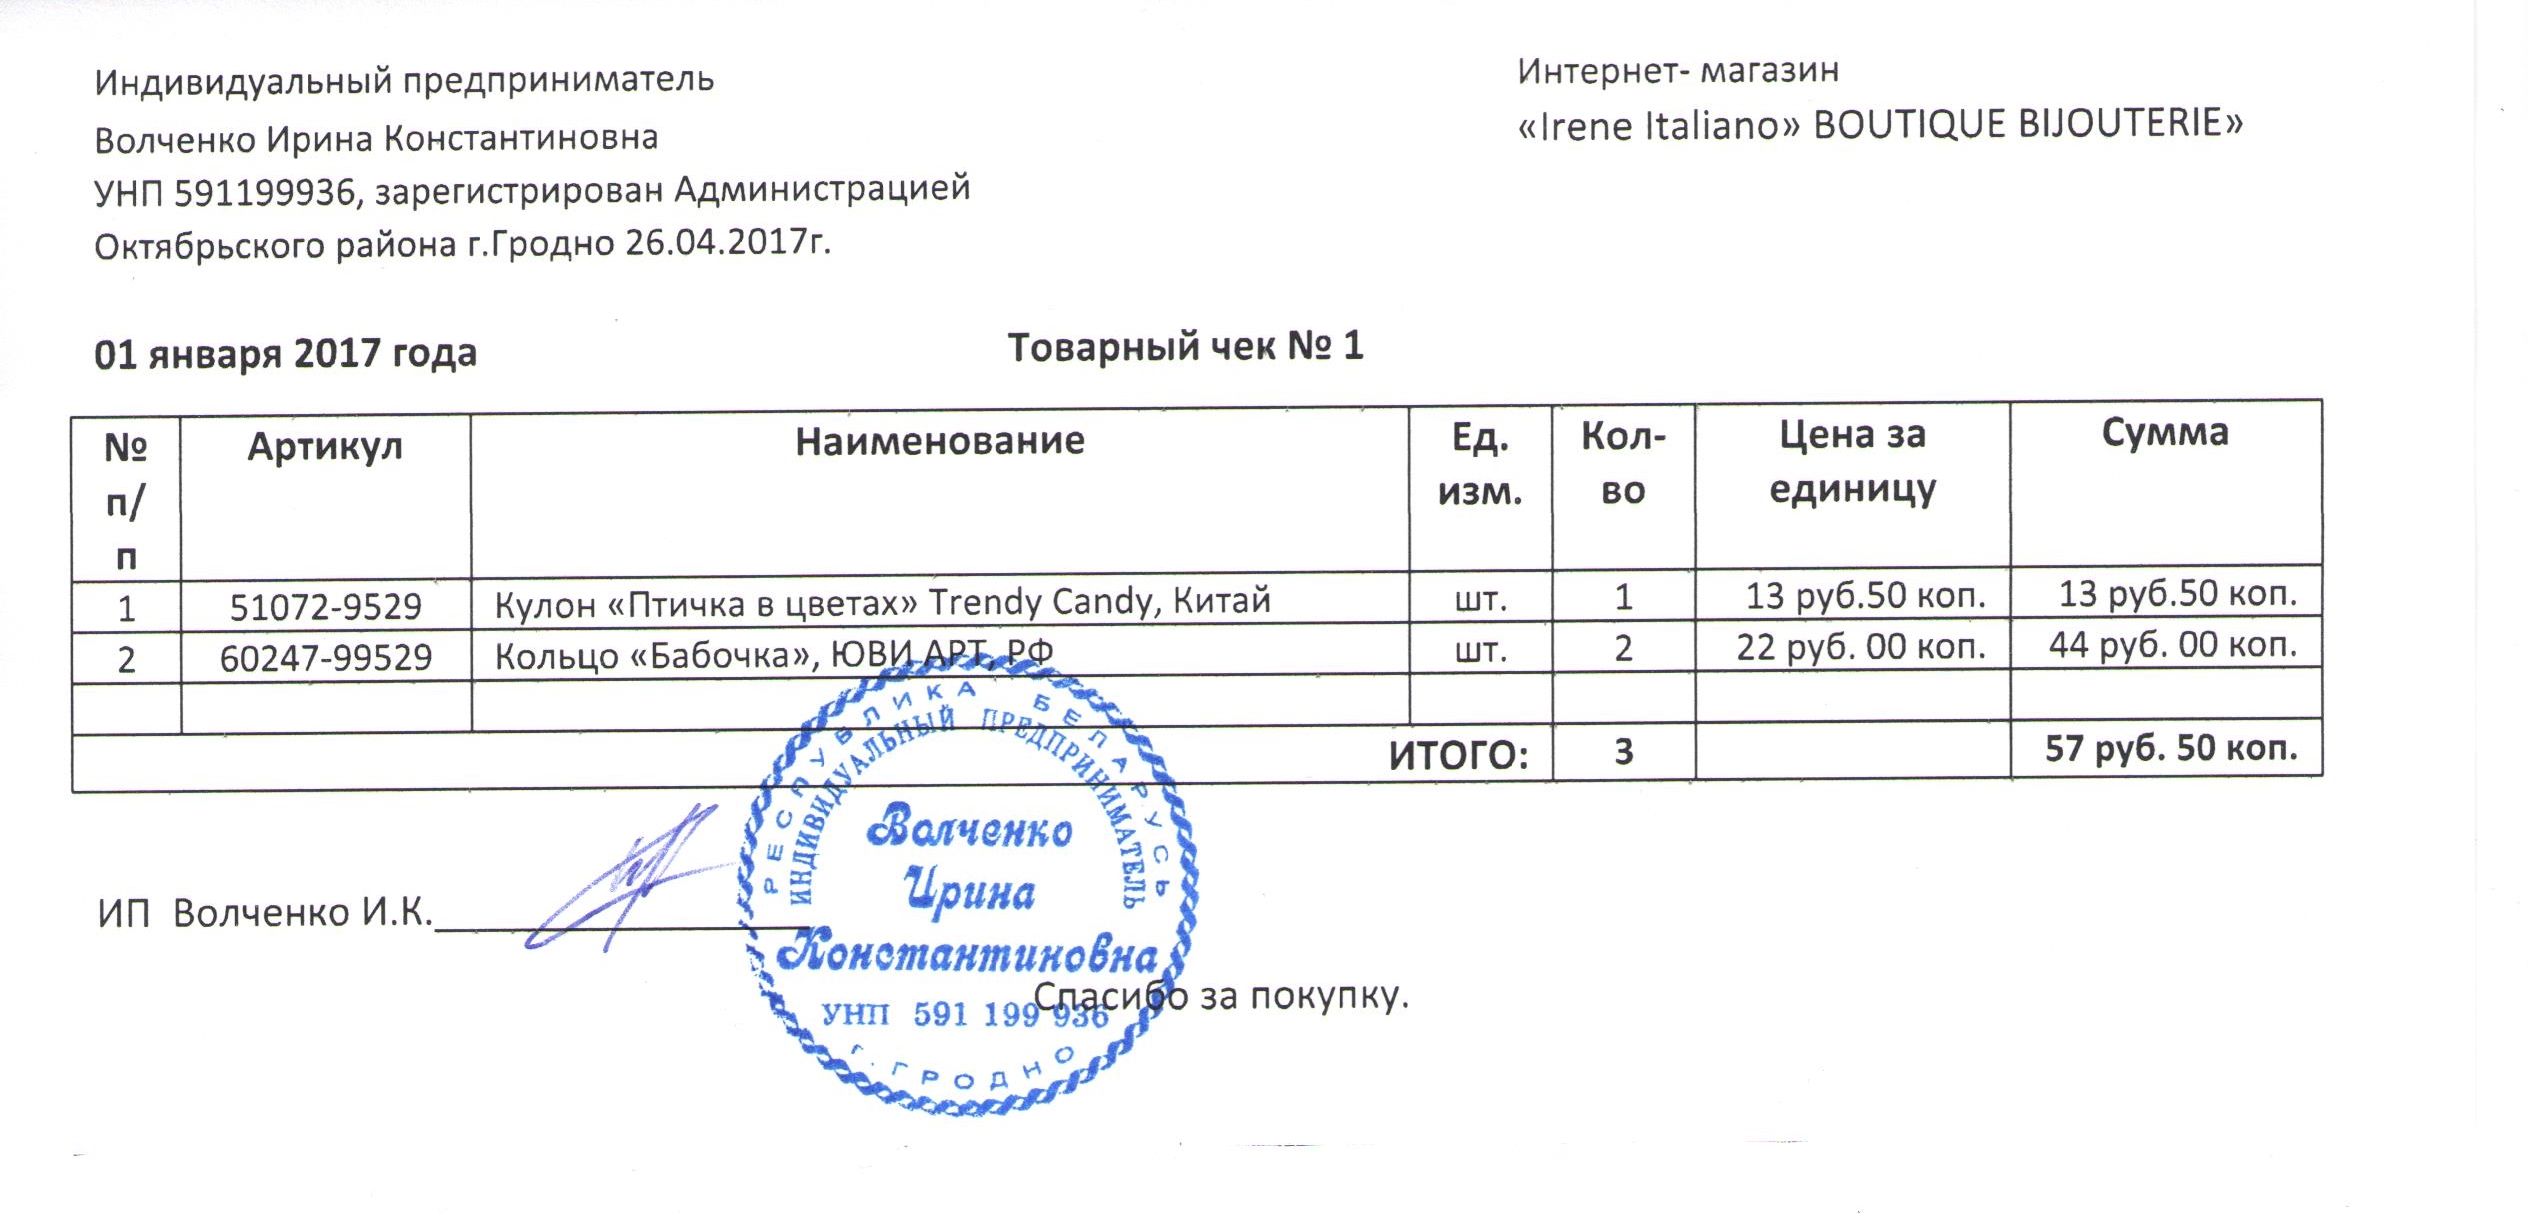 Индивидуальный предприниматель
Волченко Ирина Константиновна
УНП 591199936, зарегистрирован Администрацией
Октябрьского района г.Гродно 26.04.2017г.
Интернет- магазин
«Irene Italiano» BOUTIQUE BIJOUTERIE»
01 января 2017 года
Товарный чек № 1
№ п/п Артикул Наименование Ед. изм. Кол-во Цена за единицу Сумма
1 51072-9529 Кулон «Птичка в цветах» Trendy Candy, Китай шт. 1 13 руб.50 коп. 13 руб.50 коп.
2 60247-99529 Кольцо «Бабочка», ЮВИ АРТ, РФ шт. 2 22 руб. 00 коп. 44 руб. 00 коп.
ИТОГО: 3 57 руб. 50 коп.
ИП Волченко И.К.
РЕСПУБЛИКА БЕЛАРУСЬ
ИНДИВИДУАЛЬНЫЙ ПРЕДПРИНИМАТЕЛЬ
Волченко
Ирина
Константиновна
УНП 591 199 936
г.ГРОДНО
Спасибо за покупку.